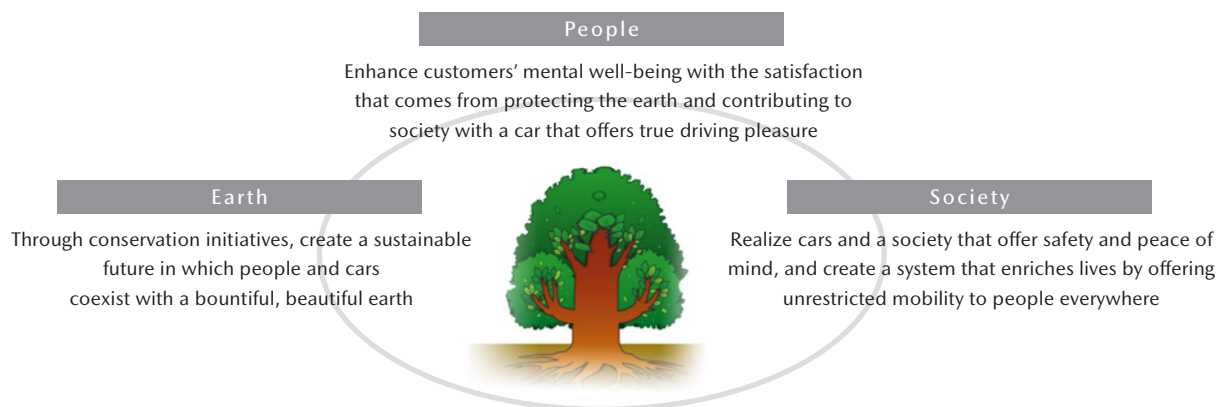 People
Enhance customers’ mental well-being with the satisfaction
that comes from protecting the earth and contributing to
society with a car that offers true driving pleasure
Earth
Through conservation initiatives, create a sustainable
future in which people and cars
coexist with a bountiful, beautiful earth
Society
Realize cars and a society that offer safety and peace of
mind, and create a system that enriches lives by offering
unrestricted mobility to people everywhere